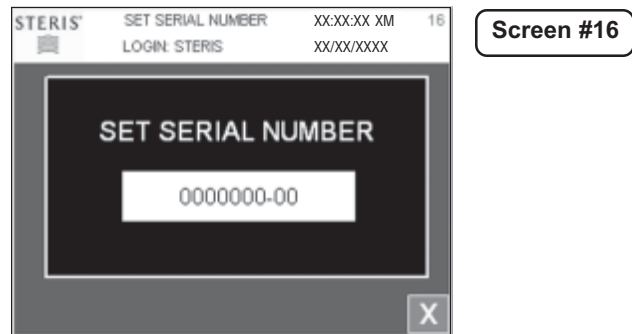 STERIS® SET SERIAL NUMBER XX:XX:XX XM 16
LOGIN: STERIS XX/XX/XXXX
SET SERIAL NUMBER
0000000-00
X
Screen #16